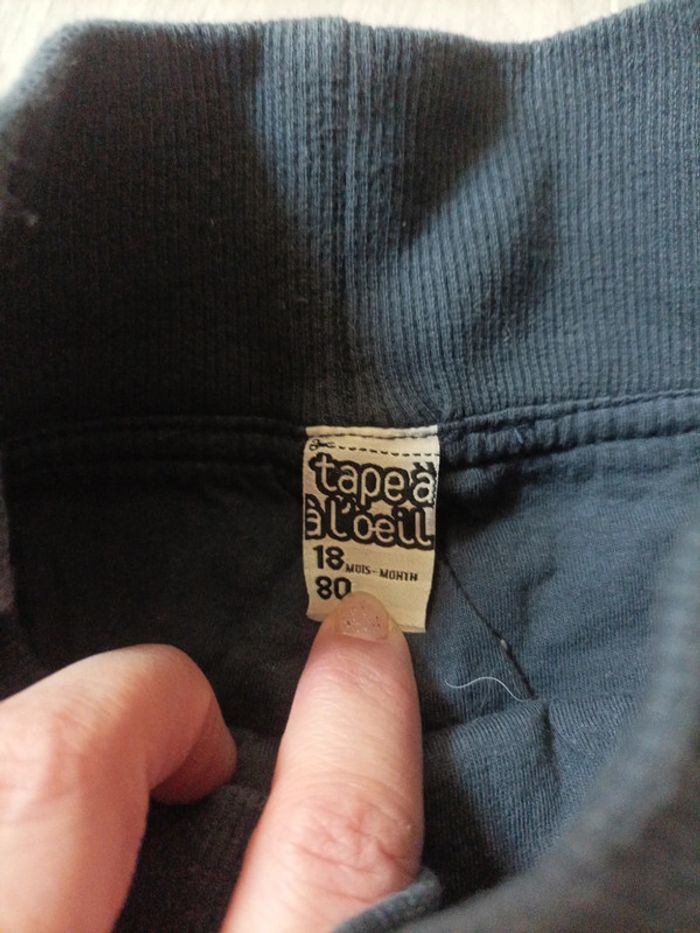 tape à
à l'oeil
18 MOIS - MONTH
80